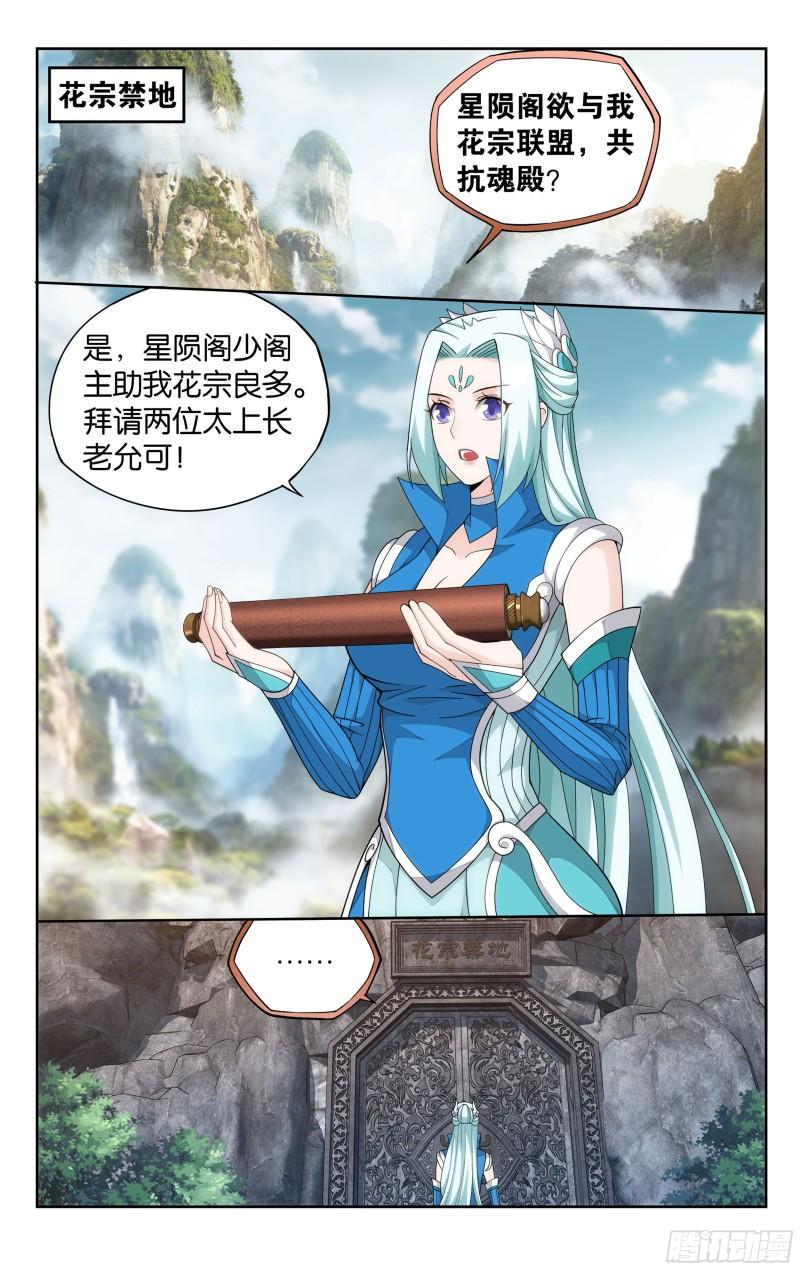 花宗禁地
星陨阁欲与我
花宗联盟，共
抗魂殿？
是，星陨阁少阁
主助我花宗良多。
拜请两位太上长
老允可！
……
花宗禁地
腾讯动漫